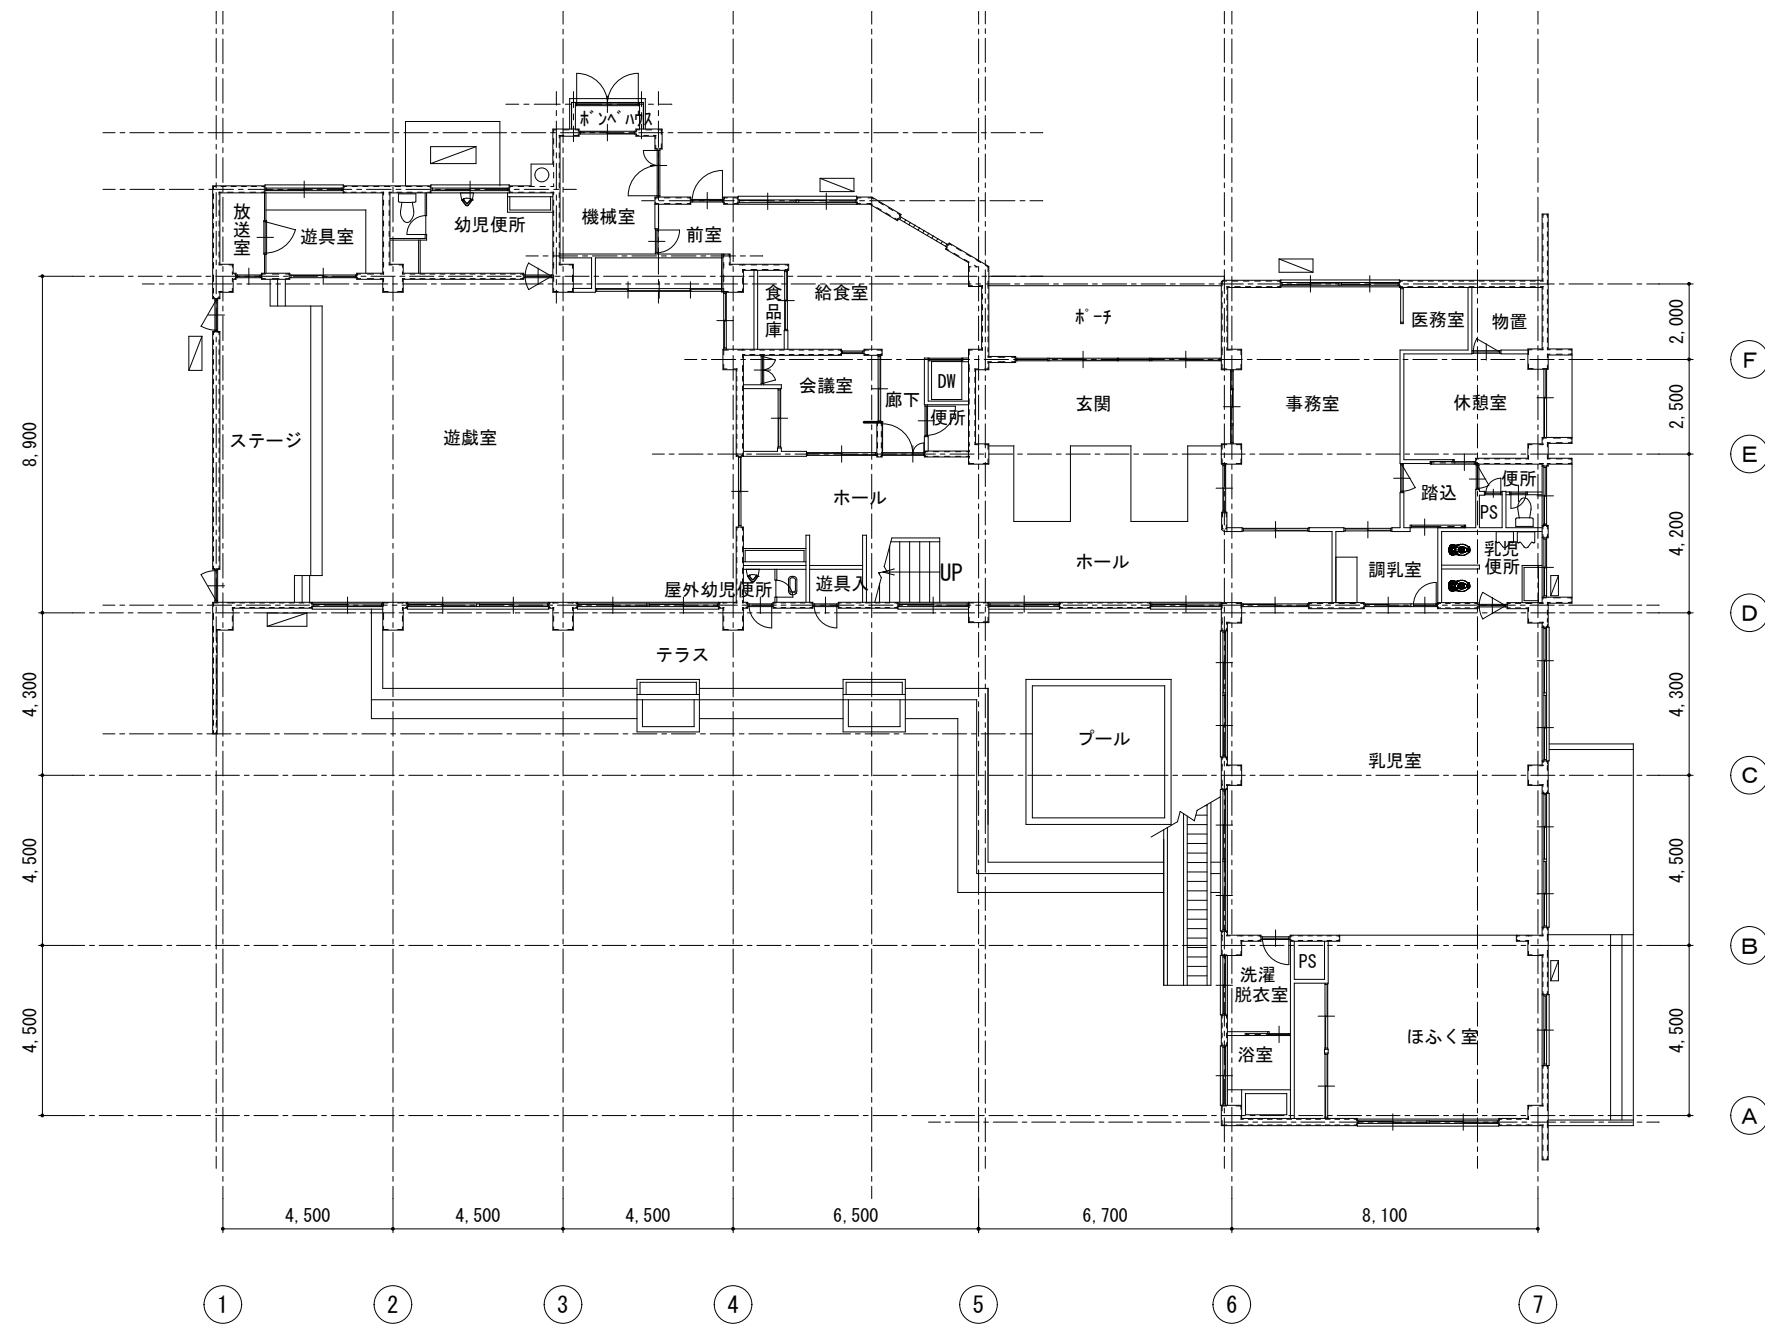 ボンベハウス
放送室
遊具室
幼児便所
機械室
前室
食品庫
給食室
ポーチ
医務室
物置
2,000
F
会議室
廊下
DW
便所
玄関
事務室
休憩室
2,500
8,900
ステージ
遊戯室
E
ホール
踏込
便所
PS
4,200
屋外幼児便所
遊具入
UP
ホール
調乳室
乳児
便所
D
テラス
4,300
4,300
プール
乳児室
C
4,500
4,500
B
洗濯
脱衣室
PS
4,500
4,500
浴室
ほふく室
A
4,500
4,500
4,500
6,500
6,700
8,100
1
2
3
4
5
6
7